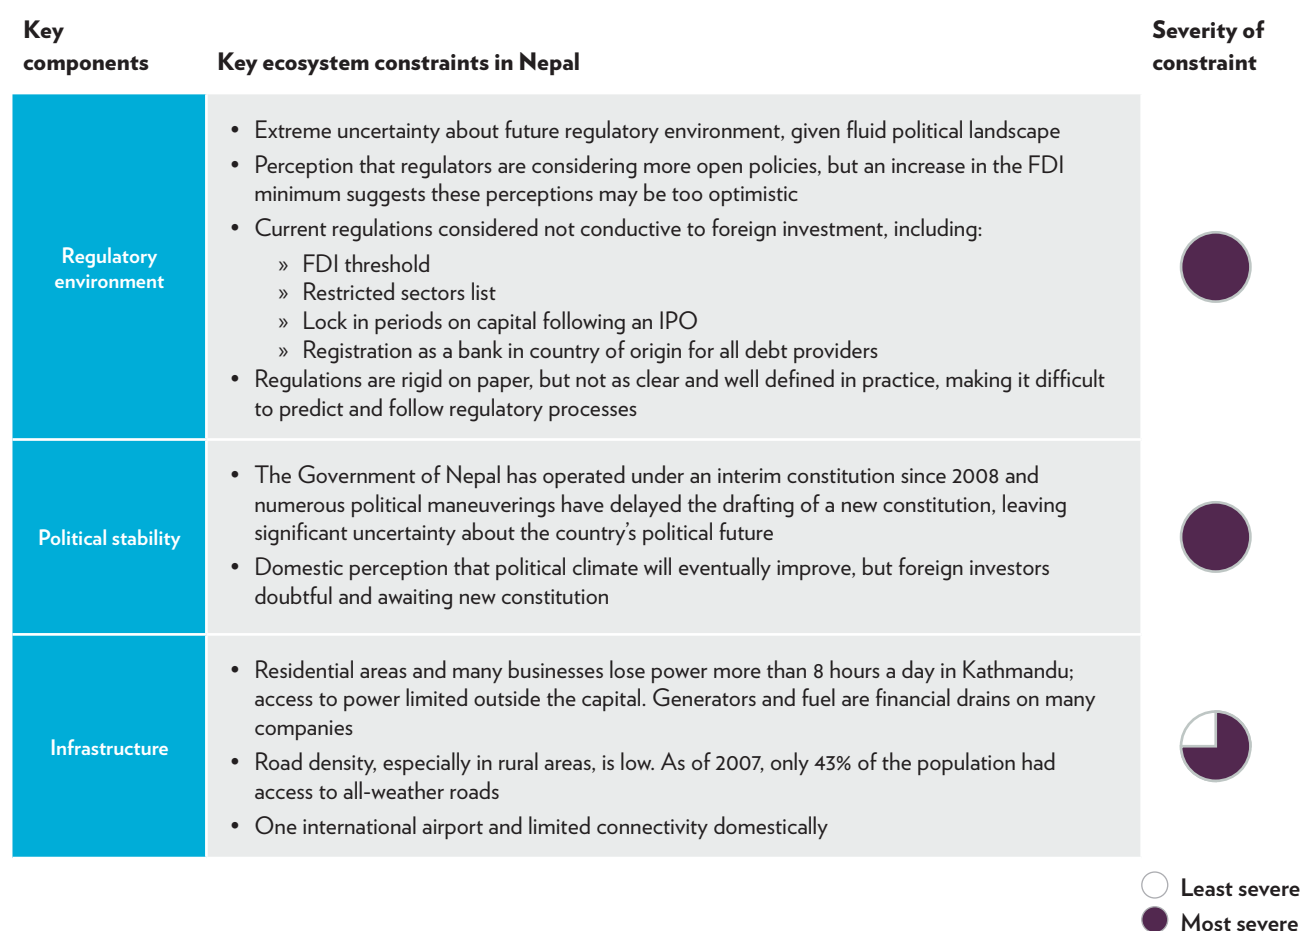 Key
components
Key ecosystem constraints in Nepal
Severity of
constraint
Regulatory
environment
• Extreme uncertainty about future regulatory environment, given fluid political landscape
• Perception that regulators are considering more open policies, but an increase in the FDI
minimum suggests these perceptions may be too optimistic
• Current regulations considered not conductive to foreign investment, including:
» FDI threshold
» Restricted sectors list
» Lock in periods on capital following an IPO
» Registration as a bank in country of origin for all debt providers
• Regulations are rigid on paper, but not as clear and well defined in practice, making it difficult
to predict and follow regulatory processes
Political stability
• The Government of Nepal has operated under an interim constitution since 2008 and
numerous political maneuverings have delayed the drafting of a new constitution, leaving
significant uncertainty about the country's political future
• Domestic perception that political climate will eventually improve, but foreign investors
doubtful and awaiting new constitution
Infrastructure
• Residential areas and many businesses lose power more than 8 hours a day in Kathmandu;
access to power limited outside the capital. Generators and fuel are financial drains on many
companies
• Road density, especially in rural areas, is low. As of 2007, only 43% of the population had
access to all-weather roads
• One international airport and limited connectivity domestically
Least severe
Most severe